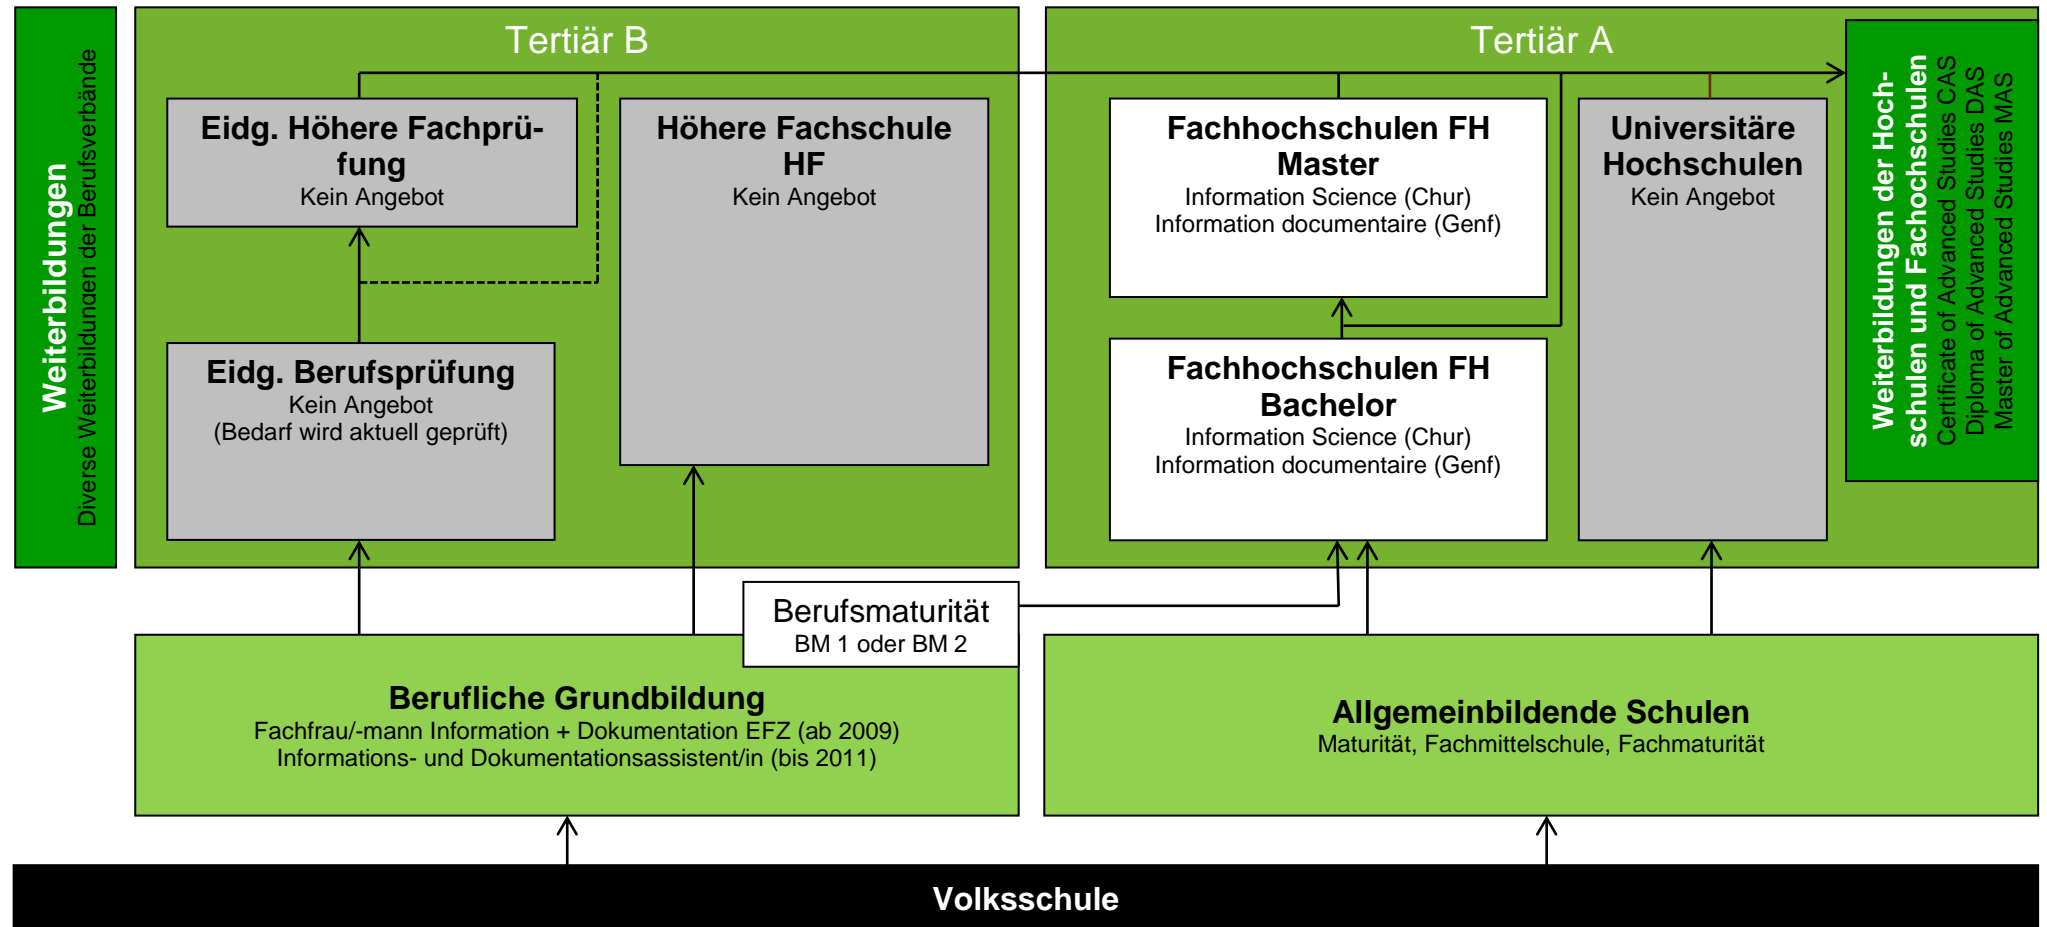 Weiterbildungen
Diverse Weiterbildungen der Berufsverbände
Tertiär B
Eidg. Höhere Fachprü-
fung
Kein Angebot
Höhere Fachschule
HF
Kein Angebot
Eidg. Berufsprüfung
Kein Angebot
(Bedarf wird aktuell geprüft)
Tertiär A
Fachhochschulen FH
Master
Information Science (Chur)
Information documentaire (Genf)
Universitäre
Hochschulen
Kein Angebot
Fachhochschulen FH
Bachelor
Information Science (Chur)
Information documentaire (Genf)
Weiterbildungen der Hoch-
schulen und Fachochschulen
Certificate of Advanced Studies CAS
Diploma of Advanced Studies DAS
Master of Advanced Studies MAS
Berufsmaturität
BM 1 oder BM 2
Berufliche Grundbildung
Fachfrau/-mann Information + Dokumentation EFZ (ab 2009)
Informations- und Dokumentationsassistent/in (bis 2011)
Allgemeinbildende Schulen
Maturität, Fachmittelschule, Fachmaturität
Volksschule